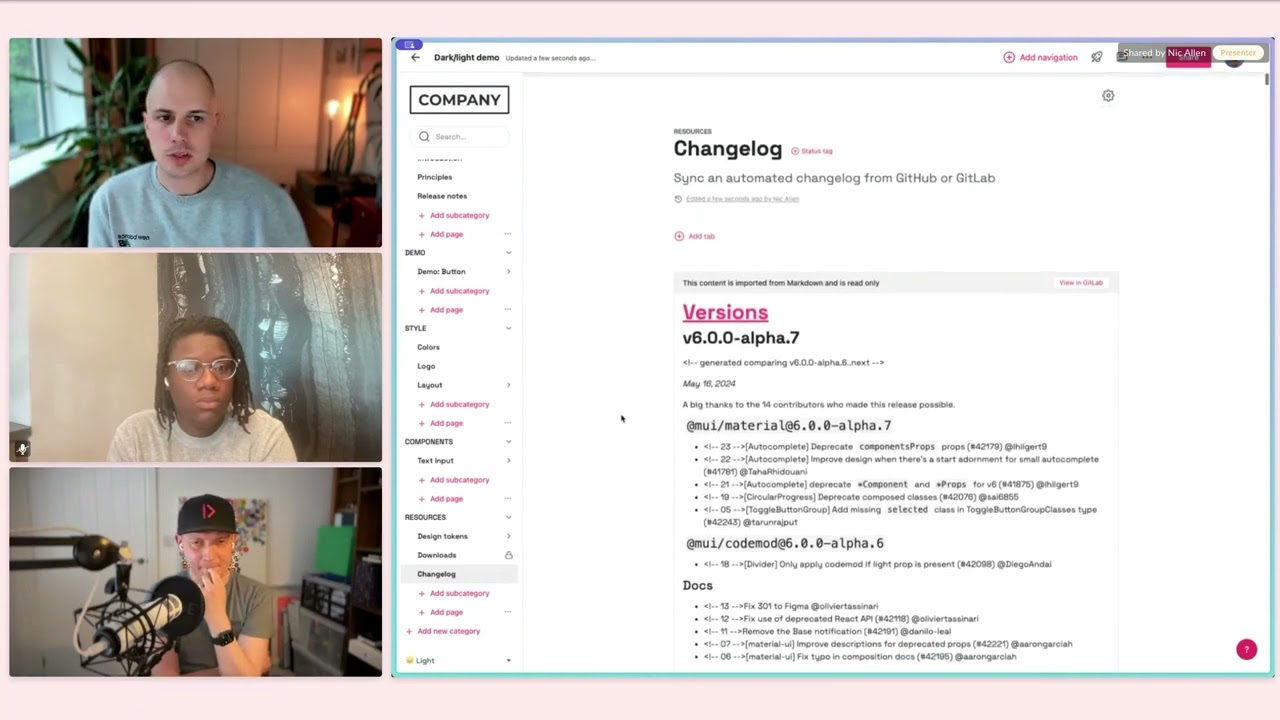 Dark/light demo
Updated a few seconds ago...
Add navigation
Shared by Nic Allen
Presenter
COMPANY
Search...
Principles
Release notes
+ Add subcategory
+ Add page
DEMO
Demo: Button
+ Add subcategory
+ Add page
STYLE
Colors
Logo
Layout
+ Add subcategory
+ Add page
COMPONENTS
Text input
+ Add subcategory
+ Add page
RESOURCES
Design tokens
Downloads
Changelog
+ Add subcategory
+ Add page
+ Add new category
Light
RESOURCES
Changelog
Status tag
Sync an automated changelog from GitHub or GitLab
Edited a few seconds ago by Nic Allen
Add tab
This content is imported from Markdown and is read only
View in GitLab
Versions
v6.0.0-alpha.7
<!-- generated comparing v6.0.0-alpha.6..next -->
May 16, 2024
A big thanks to the 14 contributors who made this release possible.
@mui/material@6.0.0-alpha.7
• <!-- 23 -->[Autocomplete] Deprecate componentsProps props (#42179) @lhilgert9
• <!-- 22 -->[Autocomplete] Improve design when there's a start adornment for small autocomplete
(#41781) @TahaRhidouani
• <!-- 21 -->[Autocomplete] deprecate *Component and *Props for v6 (#41875) @lhilgert9
• <!-- 19 -->[CircularProgress] Deprecate composed classes (#42076) @sai6855
• <!-- 05 -->[ToggleButtonGroup] Add missing selected class in ToggleButtonGroupClasses type
(#42243) @tarunrajput
@mui/codemod@6.0.0-alpha.6
• <!-- 18 -->[Divider] Only apply codemod if light prop is present (#42098) @DiegoAndai
Docs
• <!-- 13 -->Fix 301 to Figma @oliviertassinari
• <!-- 12 -->Fix use of deprecated React API (#42118) @oliviertassinari
• <!-- 11 -->Remove the Base notification (#42191) @danilo-leal
• <!-- 07 -->[material-ui] Improve descriptions for deprecated props (#42221) @aarongarciah
• <!-- 06 -->[material-ui] Fix typo in composition docs (#42195) @aarongarciah
?